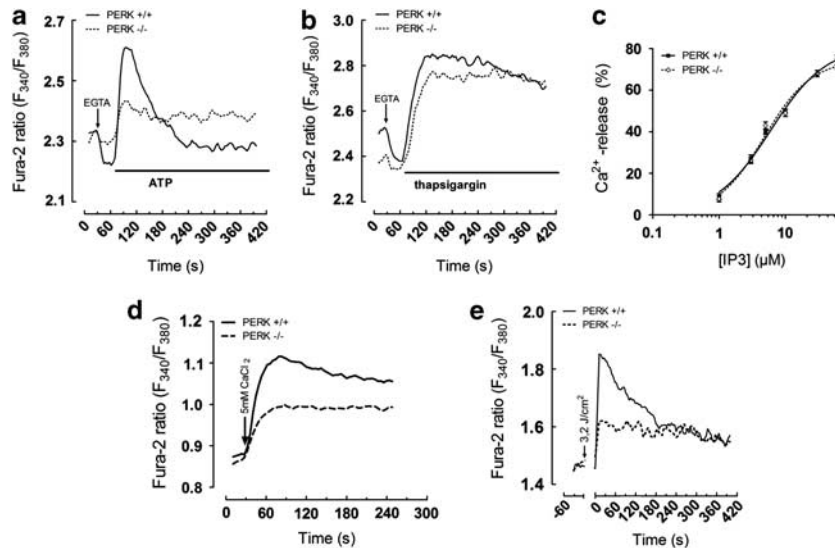 a
PERK +/+
PERK -/-
Fura-2 ratio (F340/F380)
2.7
2.5
2.3
2.1
EGTA
ATP
0 60 120 180 240 300 360 420
Time (s)
b
PERK +/+
PERK -/-
Fura-2 ratio (F340/F380)
3.0
2.8
2.6
2.4
2.2
EGTA
thapsigargin
0 60 120 180 240 300 360 420
Time (s)
c
PERK +/+
PERK -/-
Ca2+ -release (%)
80
60
40
20
0
0.1 1 10
[IP3] (µM)
d
PERK +/+
PERK -/-
Fura-2 ratio (F340/F380)
1.2
1.1
1.0
0.9
0.8
5mM CaCl2
0 60 120 180 240 300
Time (s)
e
PERK +/+
PERK -/-
Fura-2 ratio (F340/F380)
2.0
1.8
1.6
1.4
3,2 J/cm2
-60 0 60 120 180 240 300 360 420
Time (s)